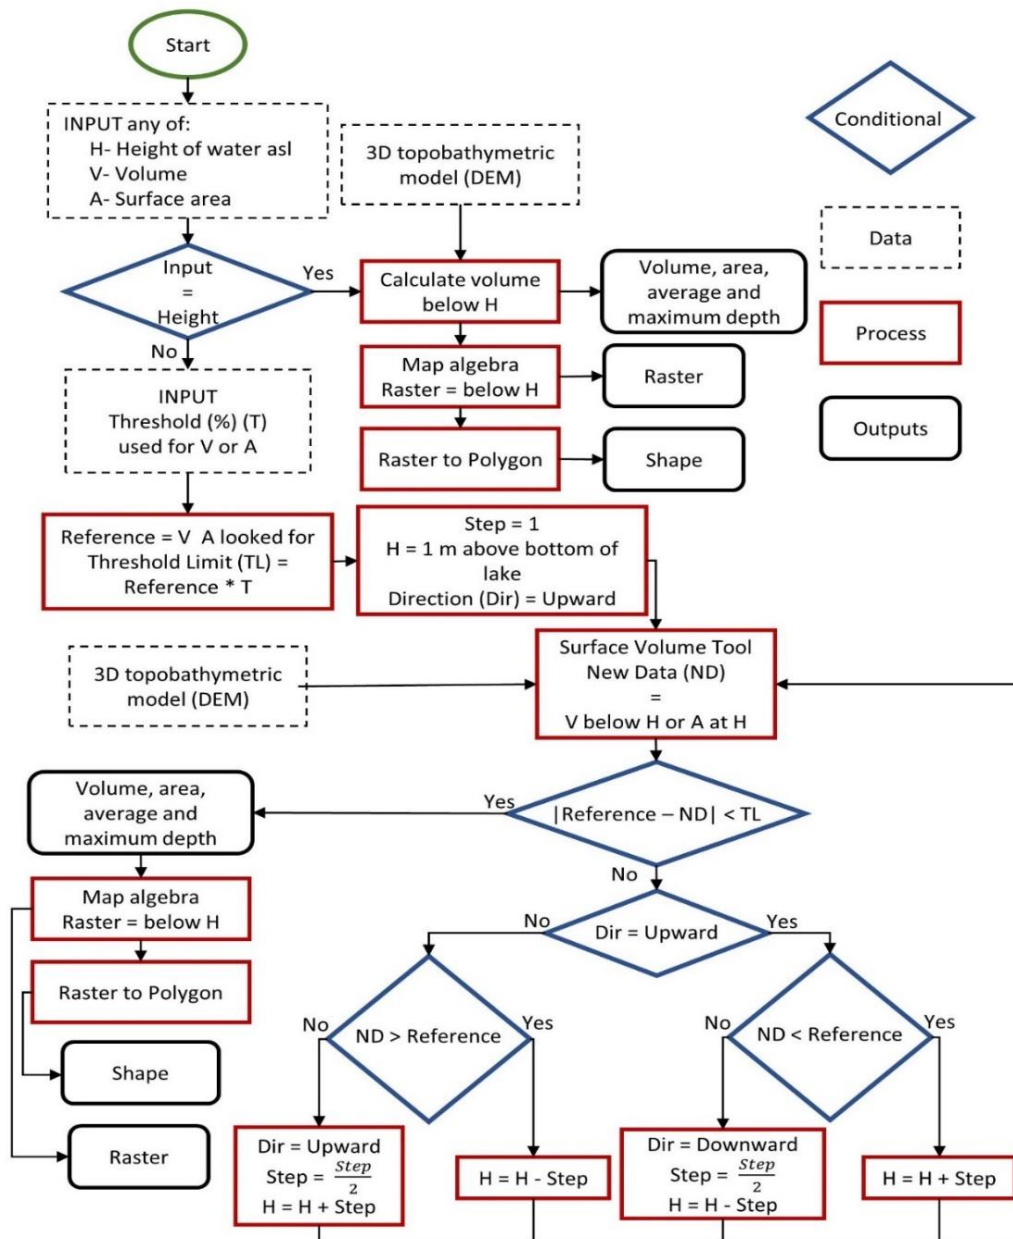 Start
INPUT any of:
H- Height of water asl
V- Volume
A- Surface area
3D topobathymetric
model (DEM)
Conditional
Data
Process
Outputs
Input
=
Height
Yes
No
Calculate volume
below H
Volume, area,
average and
maximum depth
Map algebra
Raster = below H
Raster
Raster to Polygon
Shape
INPUT
Threshold (%) (T)
used for V or A
Reference = V  A looked for
Threshold Limit (TL) =
Reference * T
Step = 1
H = 1 m above bottom of
lake
Direction (Dir) = Upward
3D topobathymetric
model (DEM)
Surface Volume Tool
New Data (ND)
=
V below H or A at H
|Reference – ND| < TL
Yes
No
Volume, area,
average and
maximum depth
Map algebra
Raster = below H
Raster to Polygon
Shape
Raster
Dir = Upward
No
Yes
ND > Reference
No
Yes
ND < Reference
No
Yes
Dir = Upward
Step = Step/2
H = H + Step
H = H - Step
Dir = Downward
Step = Step/2
H = H - Step
H = H + Step